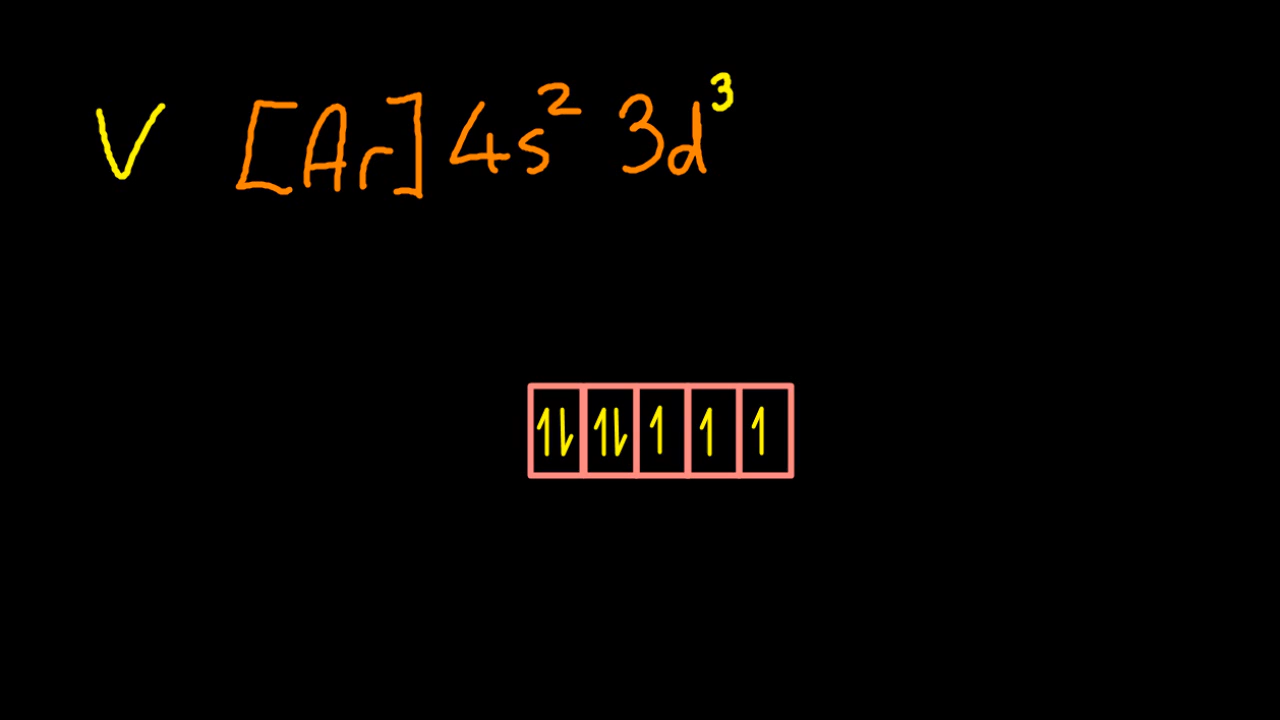 V [Ar] 4s² 3d³
↿⇂ ↿⇂ ↿ ↿ ↿